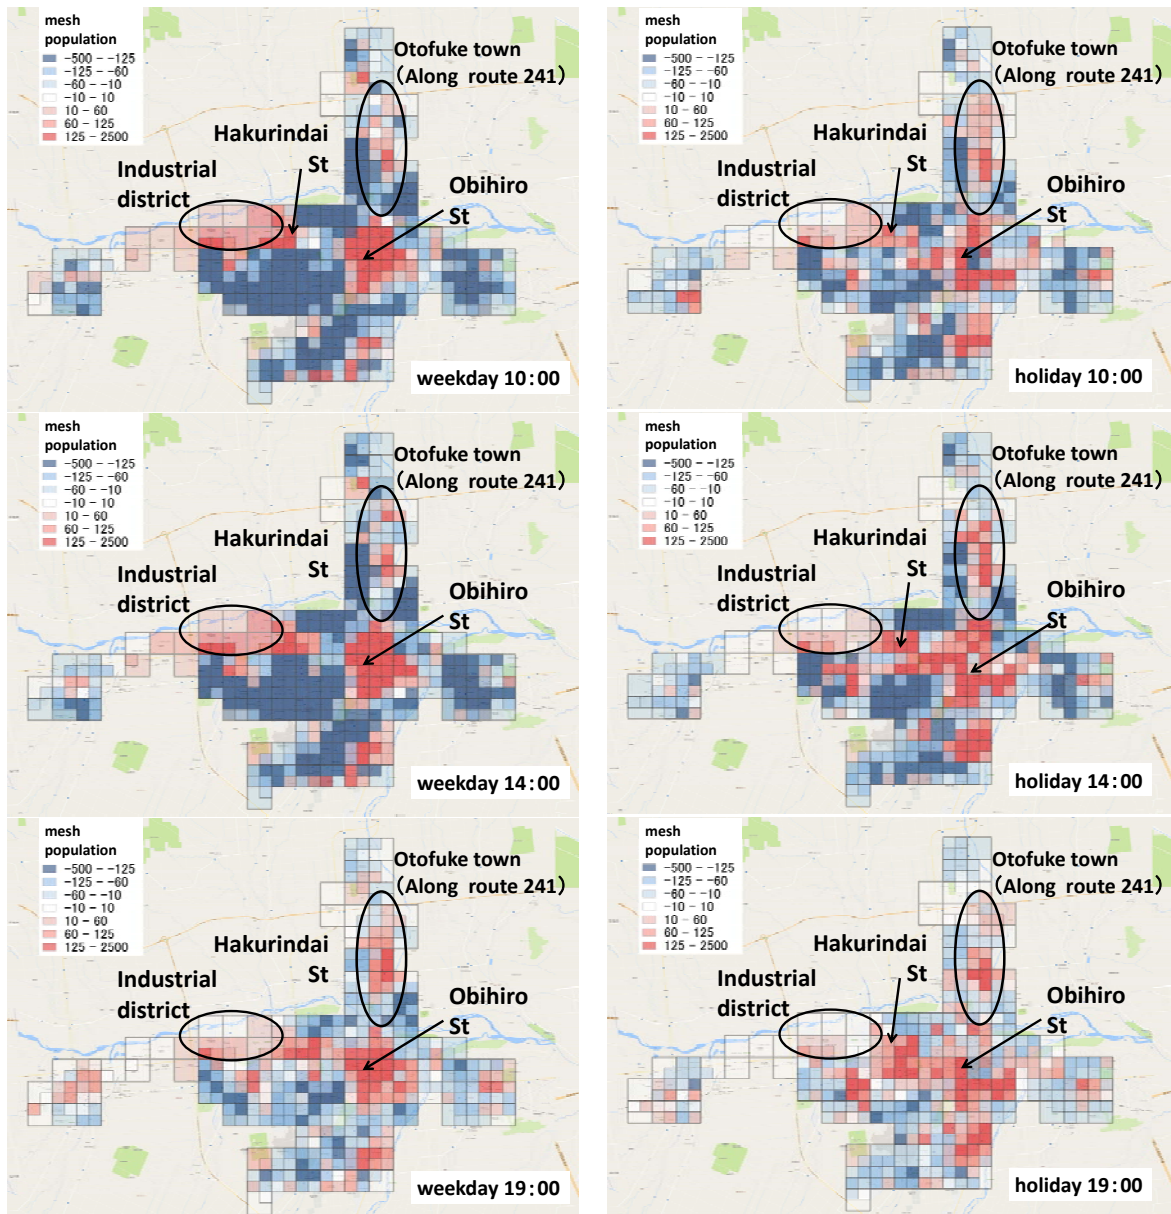 mesh
population
-500 - -125
-125 - -60
-60 - -10
-10 - 10
10 - 60
60 - 125
125 - 2500
Otofuke town
(Along route 241)
Hakurindai
St
Industrial
district
Obihiro
St
weekday 10:00
mesh
population
-500 - -125
-125 - -60
-60 - -10
-10 - 10
10 - 60
60 - 125
125 - 2500
Otofuke town
(Along route 241)
Hakurindai
St
Industrial
district
Obihiro
St
holiday 10:00
mesh
population
-500 - -125
-125 - -60
-60 - -10
-10 - 10
10 - 60
60 - 125
125 - 2500
Otofuke town
(Along route 241)
Hakurindai
St
Industrial
district
Obihiro
St
weekday 14:00
mesh
population
-500 - -125
-125 - -60
-60 - -10
-10 - 10
10 - 60
60 - 125
125 - 2500
Otofuke town
(Along route 241)
Hakurindai
St
Industrial
district
Obihiro
St
holiday 14:00
mesh
population
-500 - -125
-125 - -60
-60 - -10
-10 - 10
10 - 60
60 - 125
125 - 2500
Otofuke town
(Along route 241)
Hakurindai
St
Industrial
district
Obihiro
St
weekday 19:00
mesh
population
-500 - -125
-125 - -60
-60 - -10
-10 - 10
10 - 60
60 - 125
125 - 2500
Otofuke town
(Along route 241)
Hakurindai
St
Industrial
district
Obihiro
St
holiday 19:00